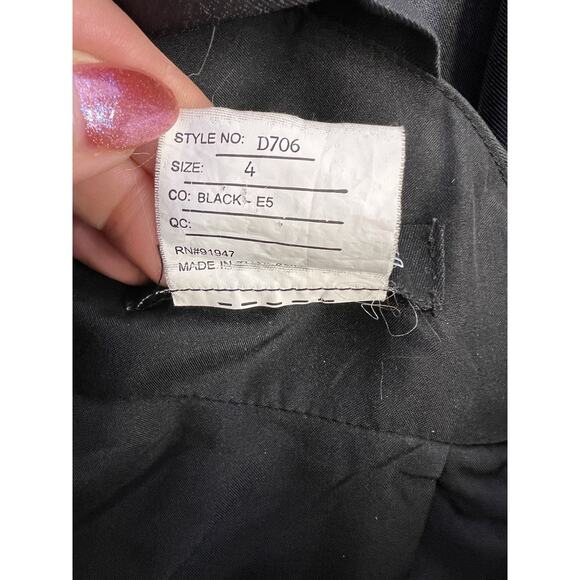 STYLE NO: D706
SIZE: 4
CO: BLACK - E5
QC:
RN#91947
MADE IN